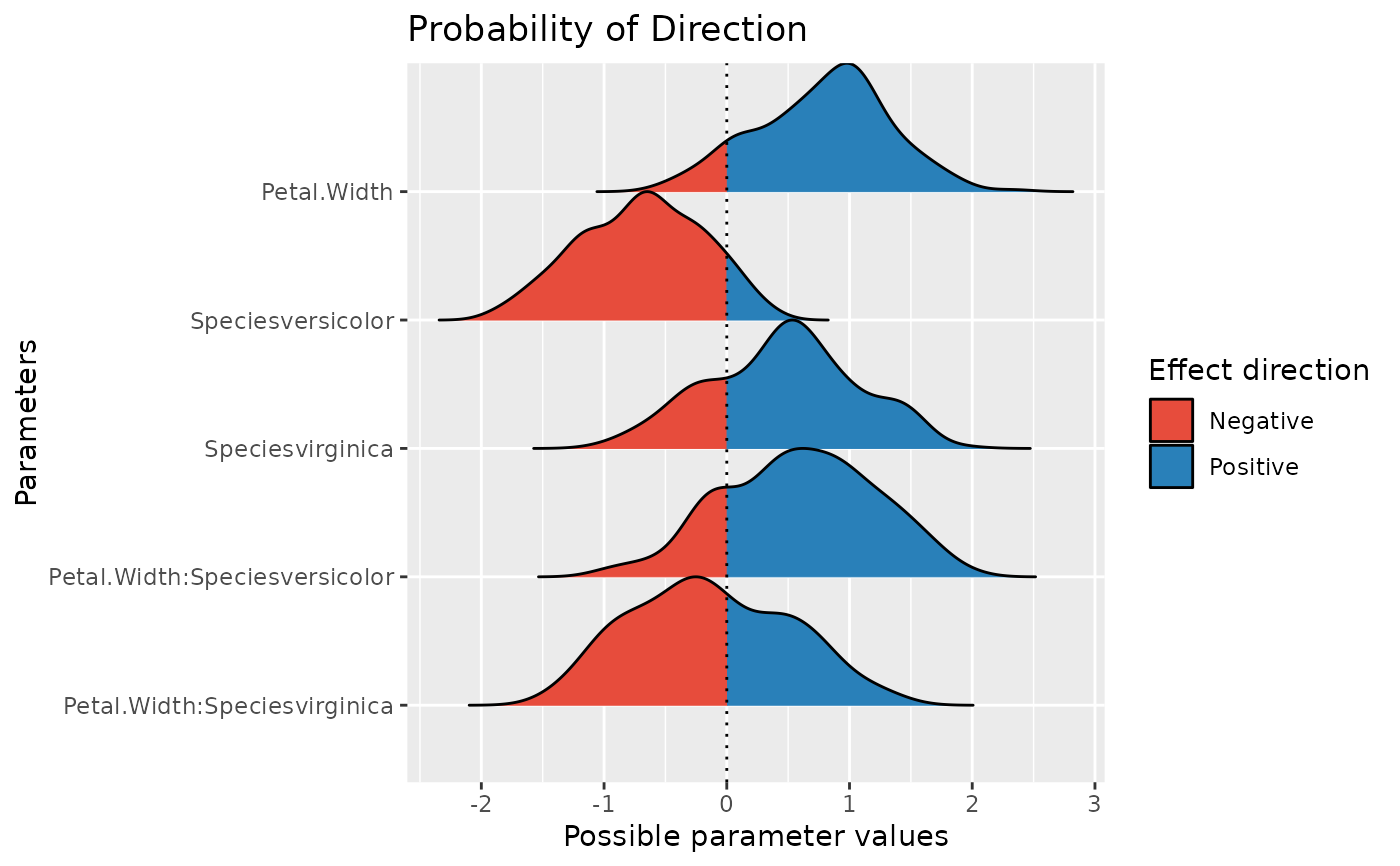 Probability of Direction
Parameters
Petal.Width
Speciesversicolor
Speciesvirginica
Petal.Width:Speciesversicolor
Petal.Width:Speciesvirginica
-2 -1 0 1 2 3
Possible parameter values
Effect direction
Negative
Positive